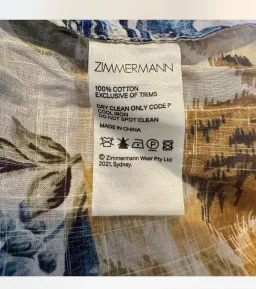 ZIMMERMANN
100% COTTON
EXCLUSIVE OF TRIMS
DRY CLEAN ONLY CODE P
COOL IRON
DO NOT SPOT CLEAN
MADE IN CHINA
© Zimmermann Wear Pty Ltd
2021, Sydney.